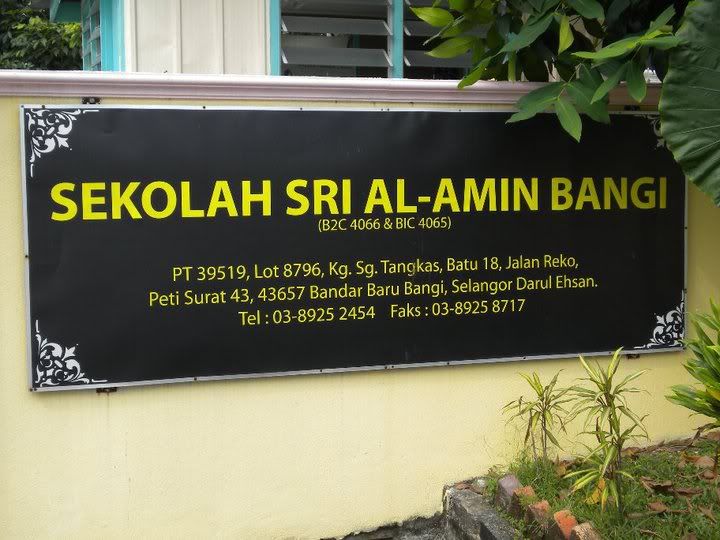 SEKOLAH SRI AL-AMIN BANGI
(B2C 4066 & BIC 4065)
PT 39519, Lot 8796, Kg. Sg. Tangkas, Batu 18, Jalan Reko,
Peti Surat 43, 43657 Bandar Baru Bangi, Selangor Darul Ehsan.
Tel : 03-8925 2454 Faks : 03-8925 8717